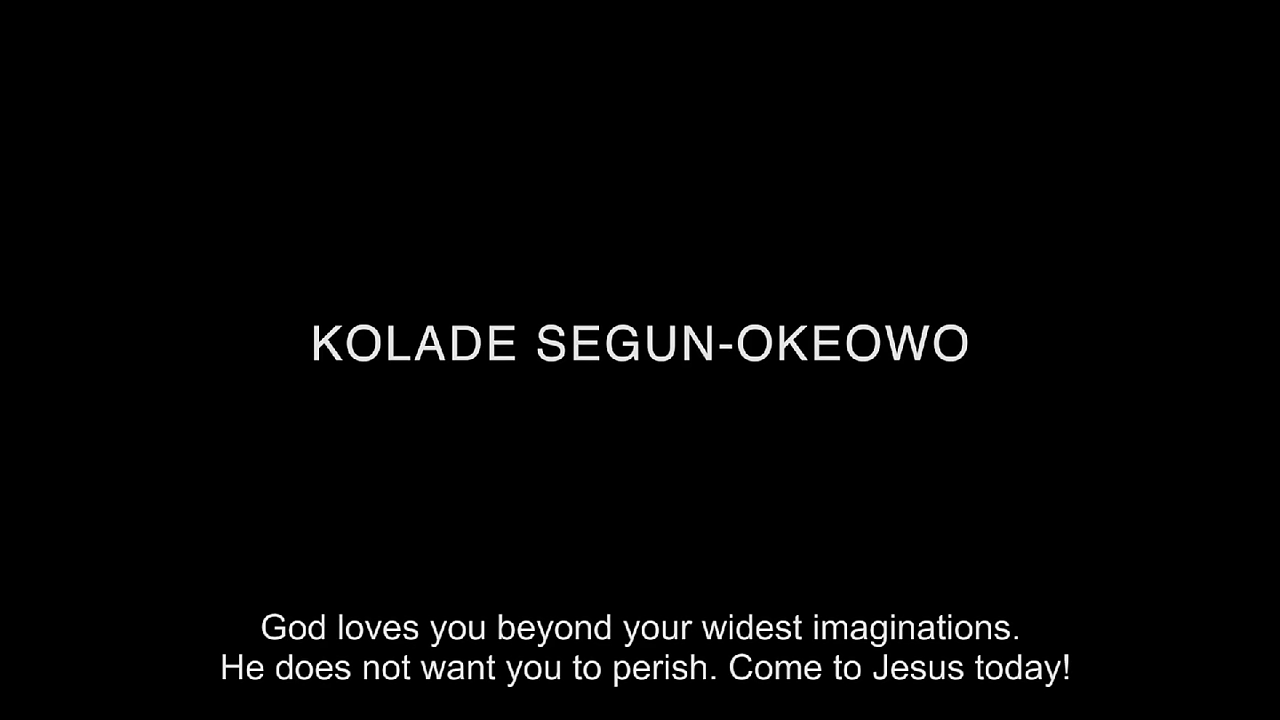 KOLADE SEGUN-OKEOWO
God loves you beyond your widest imaginations.
He does not want you to perish. Come to Jesus today!